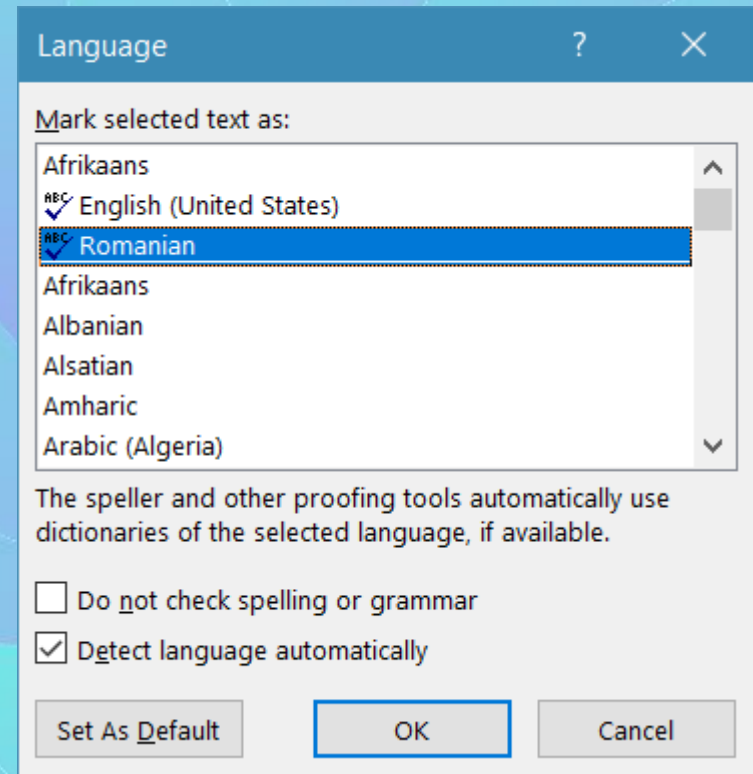 Language ?
Mark selected text as:
Afrikaans
ABC English (United States)
ABC Romanian
Afrikaans
Albanian
Alsatian
Amharic
Arabic (Algeria)
The speller and other proofing tools automatically use
dictionaries of the selected language, if available.
Do not check spelling or grammar
Detect language automatically
Set As Default OK Cancel